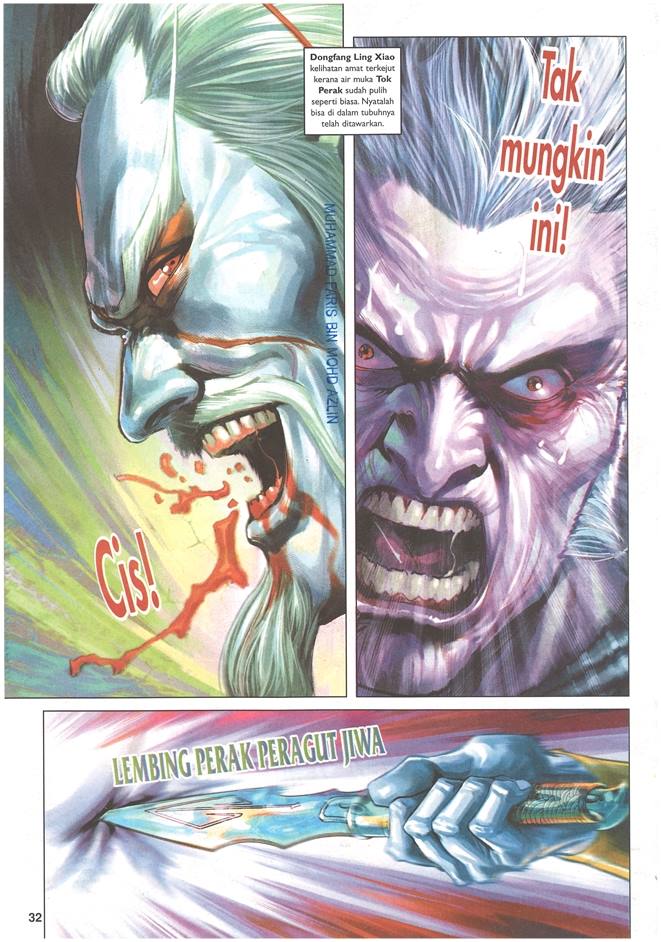 Dongfang Ling Xiao
kelihatan amat terkejut
kerana air muka Tok
Perak sudah pulih
seperti biasa. Nyatalah
bisa di dalam tubuhnya
telah ditawarkan.
Tak
mungkin
ini!
MUHAMMAD FARIS BIN MOHD AZLIN
Cis!
LEMBING PERAK PERAGUT JIWA
32